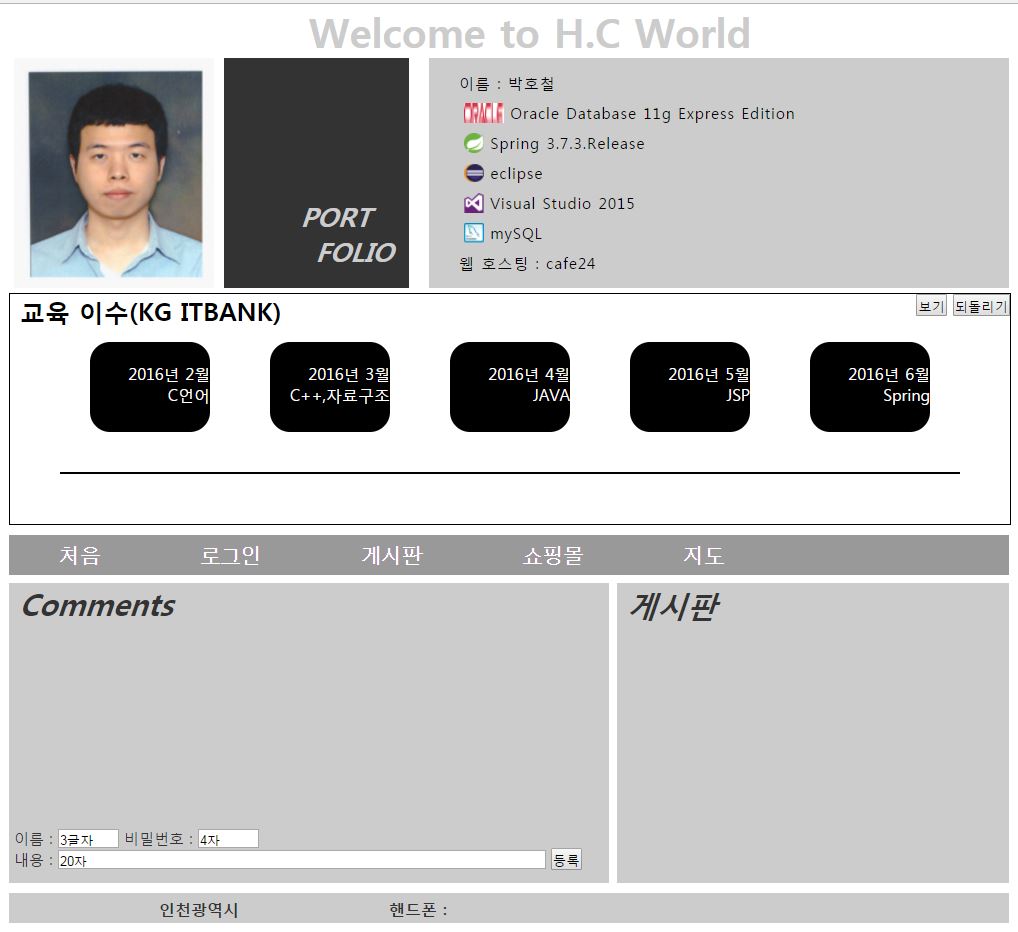 Welcome to H.C World
PORT
FOLIO
이름 : 박호철
ORACLE Oracle Database 11g Express Edition
Spring 3.7.3.Release
eclipse
Visual Studio 2015
mySQL
웹 호스팅 : cafe24
교육 이수(KG ITBANK)
보기 되돌리기
2016년 2월
C언어
2016년 3월
C++,자료구조
2016년 4월
JAVA
2016년 5월
JSP
2016년 6월
Spring
처음 로그인 게시판 쇼핑몰 지도
Comments
이름 : 3글자 비밀번호 : 4자
내용 : 20자 등록
게시판
인천광역시 핸드폰 :